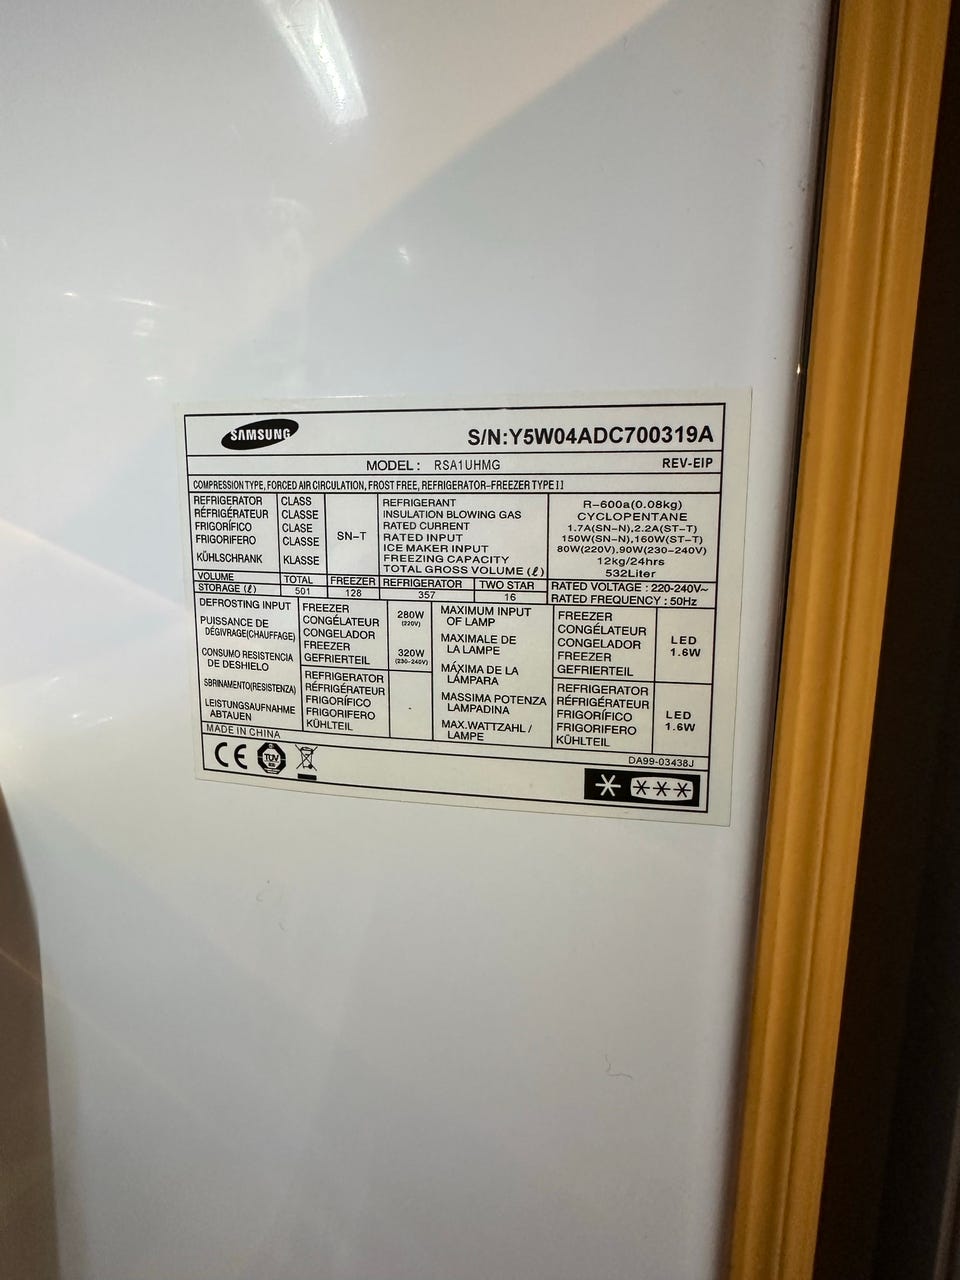 SAMSUNG S/N:Y5W04ADC700319A
MODEL : RSA1UHMG REV-EIP
COMPRESSION TYPE, FORCED AIR CIRCULATION, FROST FREE, REFRIGERATOR-FREEZER TYPE II
REFRIGERATOR CLASS
RÉFRIGÉRATEUR CLASSE
FRIGORÍFICO CLASE
FRIGORIFERO CLASSE
KÜHLSCHRANK KLASSE
SN-T
REFRIGERANT R-600a(0.08kg)
INSULATION BLOWING GAS CYCLOPENTANE
RATED CURRENT 1.7A(SN-N),2.2A(ST-T)
RATED INPUT 150W(SN-N),160W(ST-T)
ICE MAKER INPUT 80W(220V),90W(230-240V)
FREEZING CAPACITY 12kg/24hrs
TOTAL GROSS VOLUME (ℓ) 532Liter
VOLUME TOTAL FREEZER REFRIGERATOR TWO STAR RATED VOLTAGE : 220-240V~
STORAGE (ℓ) 501 128 357 16 RATED FREQUENCY : 50Hz
DEFROSTING INPUT
PUISSANCE DE
DÉGIVRAGE(CHAUFFAGE)
CONSUMO RESISTENCIA
DE DESHIELO
SBRINAMENTO(RESISTENZA)
LEISTUNGSAUFNAHME
ABTAUEN
FREEZER
CONGÉLATEUR
CONGELADOR
FREEZER
GEFRIERTEIL
280W
(220V)
320W
(230-240V)
REFRIGERATOR
RÉFRIGÉRATEUR
FRIGORÍFICO
FRIGORIFERO
KÜHLTEIL
-
MAXIMUM INPUT
OF LAMP
MAXIMALE DE
LA LAMPE
MÁXIMA DE LA
LÁMPARA
MASSIMA POTENZA
LAMPADINA
MAX.WATTZAHL /
LAMPE
FREEZER
CONGÉLATEUR
CONGELADOR
FREEZER
GEFRIERTEIL
LED
1.6W
REFRIGERATOR
RÉFRIGÉRATEUR
FRIGORÍFICO
FRIGORIFERO
KÜHLTEIL
LED
1.6W
MADE IN CHINA
CE TÜV
DA99-03438J